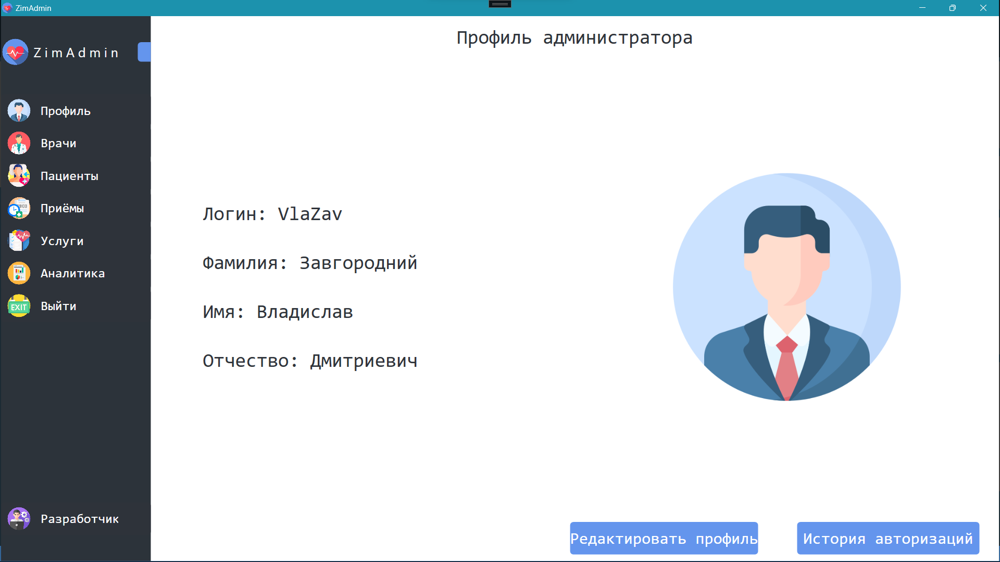 ZimAdmin
ZimAdmin
Профиль
Врачи
Пациенты
Приёмы
Услуги
Аналитика
EXIT
Выйти
Разработчик
Профиль администратора
Логин: VlaZav
Фамилия: Завгородний
Имя: Владислав
Отчество: Дмитриевич
Редактировать профиль
История авторизаций